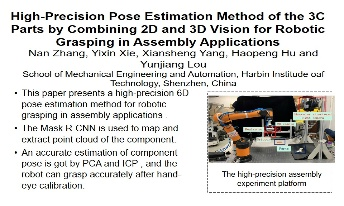 High-Precision Pose Estimation Method of the 3C
Parts by Combining 2D and 3D Vision for Robotic
Grasping in Assembly Applications
Nan Zhang, Yixin Xie, Xiansheng Yang, Haopeng Hu and
Yunjiang Lou
School of Mechanical Engineering and Automation, Harbin Institude oaf
Technology, Shenzhen, China
• This paper presents a high-precision 6D
pose estimation method for robotic
grasping in assembly applications .
• The Mask R CNN is used to map and
extract point cloud of the component.
• An accurate estimation of component
pose is got by PCA and ICP , and the
robot can grasp accurately after hand-
eye calibration.
The high-precision assembly
experiment platform